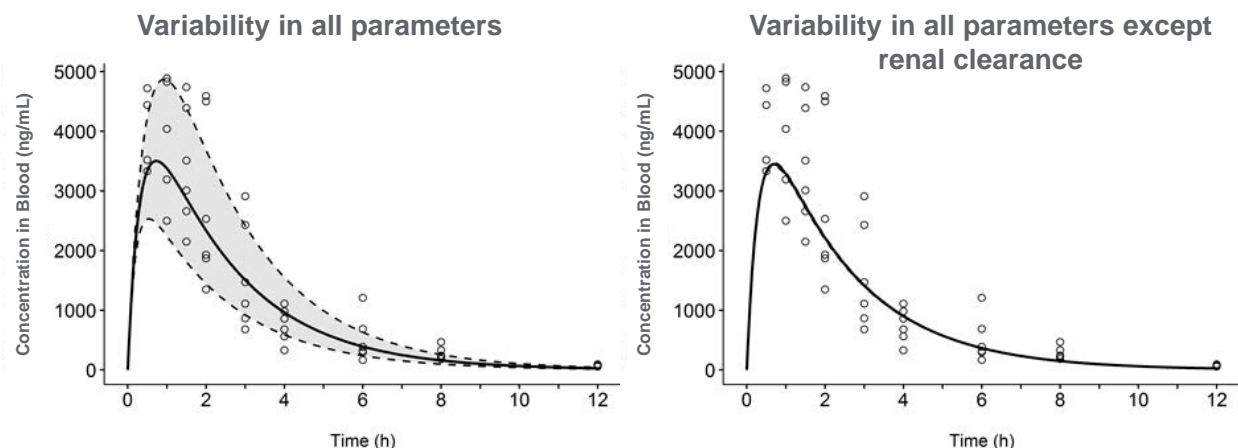 Variability in all parameters
Concentration in Blood (ng/mL)
5000
4000
3000
2000
1000
0
0 2 4 6 8 10 12
Time (h)
Variability in all parameters except
renal clearance
Concentration in Blood (ng/mL)
5000
4000
3000
2000
1000
0
0 2 4 6 8 10 12
Time (h)